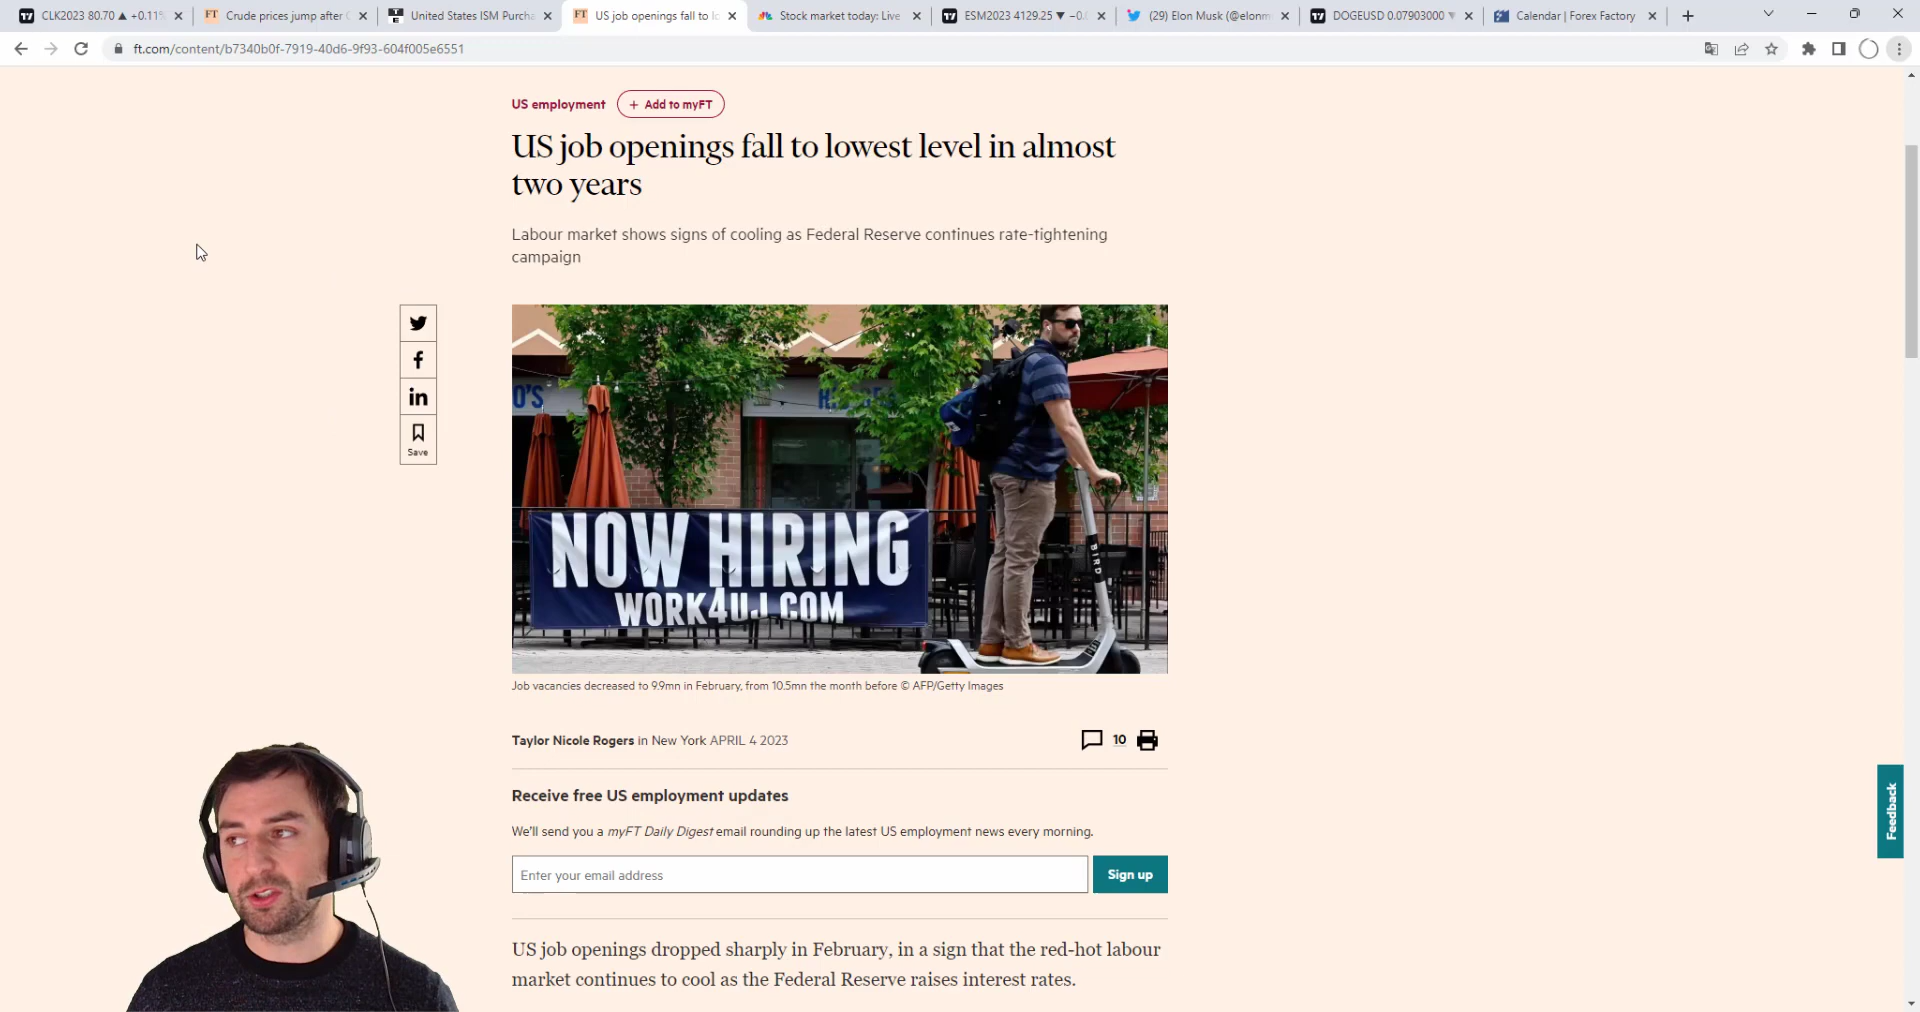 CLK2023 80.70 ▲ +0.11%
Crude prices jump after
United States ISM Purcha
US job openings fall to lo
Stock market today: Live
ESM2023 4129.25 ▼ −0.
(29) Elon Musk (@elonm
DOGEUSD 0.07903000 ▼
Calendar | Forex Factory
ft.com/content/b7340b0f-7919-40d6-9f93-604f005e6551
US employment
+ Add to myFT
US job openings fall to lowest level in almost
two years
Labour market shows signs of cooling as Federal Reserve continues rate-tightening
campaign
Save
NOW HIRING
WORK4UJ.COM
BIRD
Job vacancies decreased to 9.9mn in February, from 10.5mn the month before © AFP/Getty Images
Taylor Nicole Rogers in New York APRIL 4 2023
10
Receive free US employment updates
We'll send you a myFT Daily Digest email rounding up the latest US employment news every morning.
Enter your email address
Sign up
Feedback
US job openings dropped sharply in February, in a sign that the red-hot labour
market continues to cool as the Federal Reserve raises interest rates.